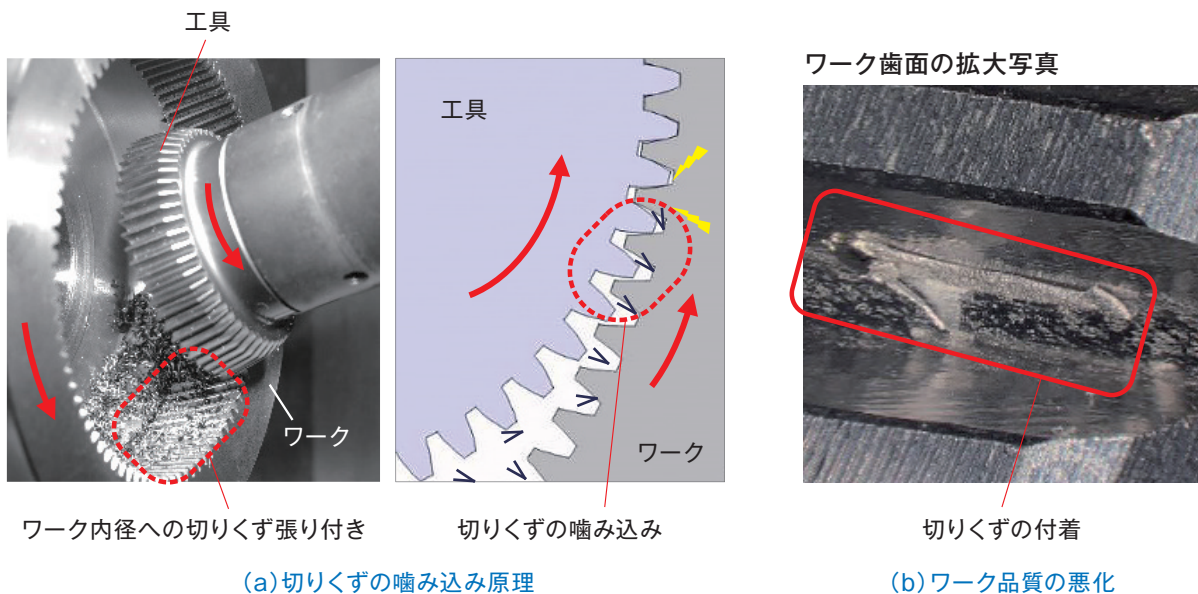 工具
ワーク
ワーク内径への切りくず張り付き
工具
ワーク
切りくずの噛み込み
(a)切りくずの噛み込み原理
ワーク歯面の拡大写真
切りくずの付着
(b)ワーク品質の悪化